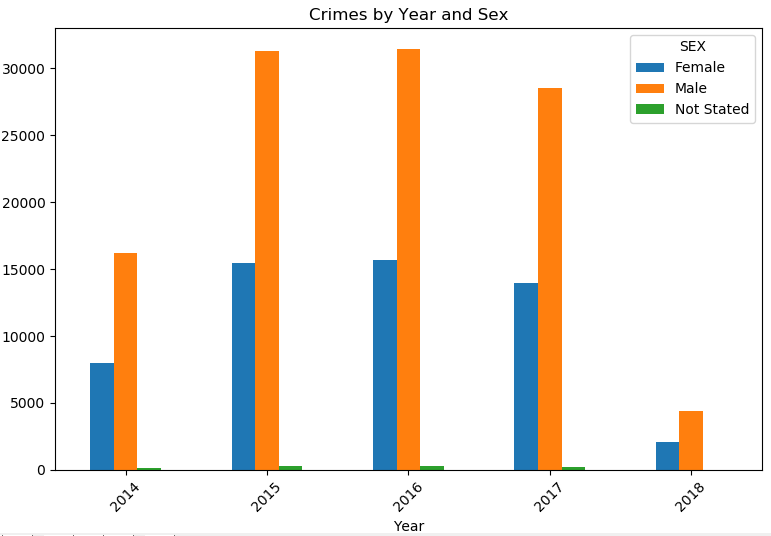 Crimes by Year and Sex
SEX
Female
Male
Not Stated
30000
25000
20000
15000
10000
5000
0
2014 2015 2016 2017 2018
Year